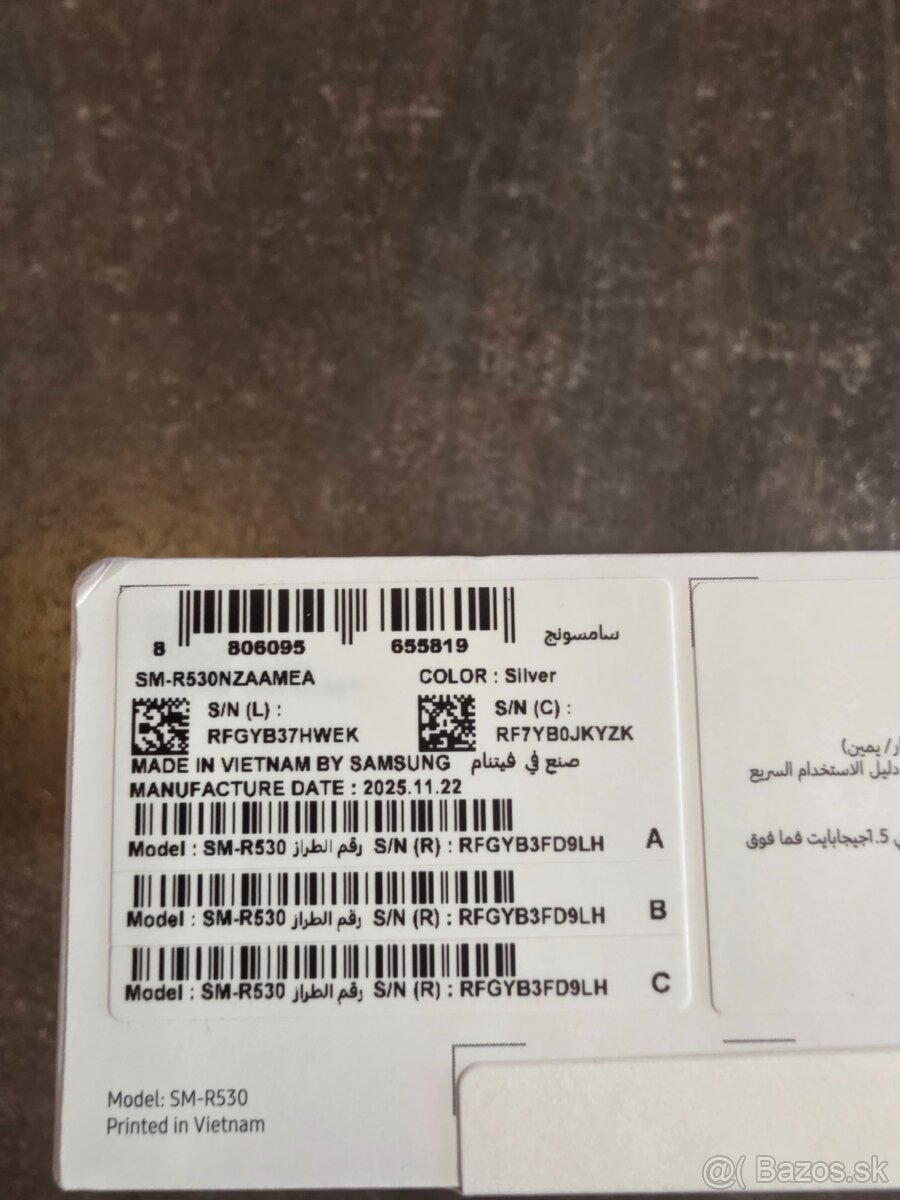 8 806095 655819 سامسونج
SM-R530NZAAMEA COLOR : Silver
S/N (L) :
RFGYB37HWEK
S/N (C) :
RF7YB0JKYZK
MADE IN VIETNAM BY SAMSUNG صنع في فيتنام
MANUFACTURE DATE : 2025.11.22
Model : SM-R530 رقم الطراز S/N (R) : RFGYB3FD9LH A
Model : SM-R530 رقم الطراز S/N (R) : RFGYB3FD9LH B
Model : SM-R530 رقم الطراز S/N (R) : RFGYB3FD9LH C
يمين)
دليل الاستخدام السريع
1.5جيجابايت فما فوق
Model: SM-R530
Printed in Vietnam
@( Bazos.sk